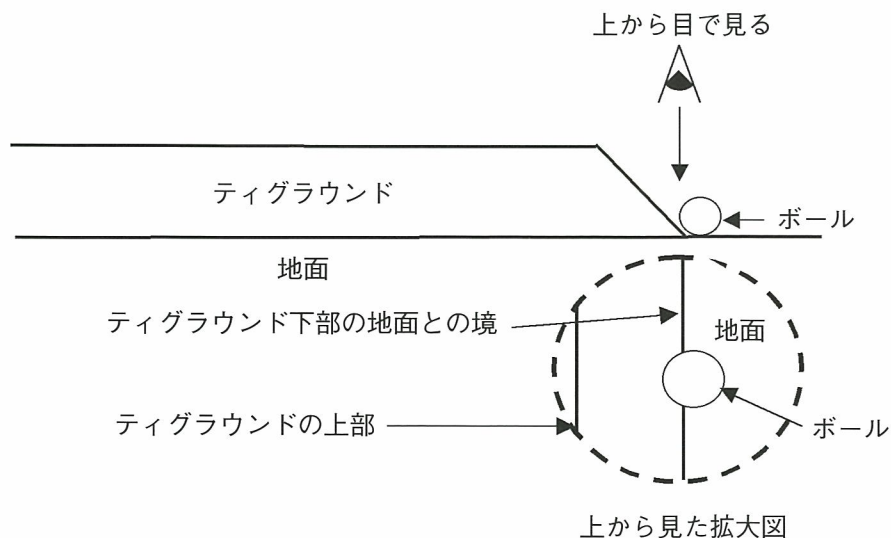 上から目で見る
ティグラウンド
ボール
地面
ティグラウンド下部の地面との境
地面
ティグラウンドの上部
ボール
上から見た拡大図